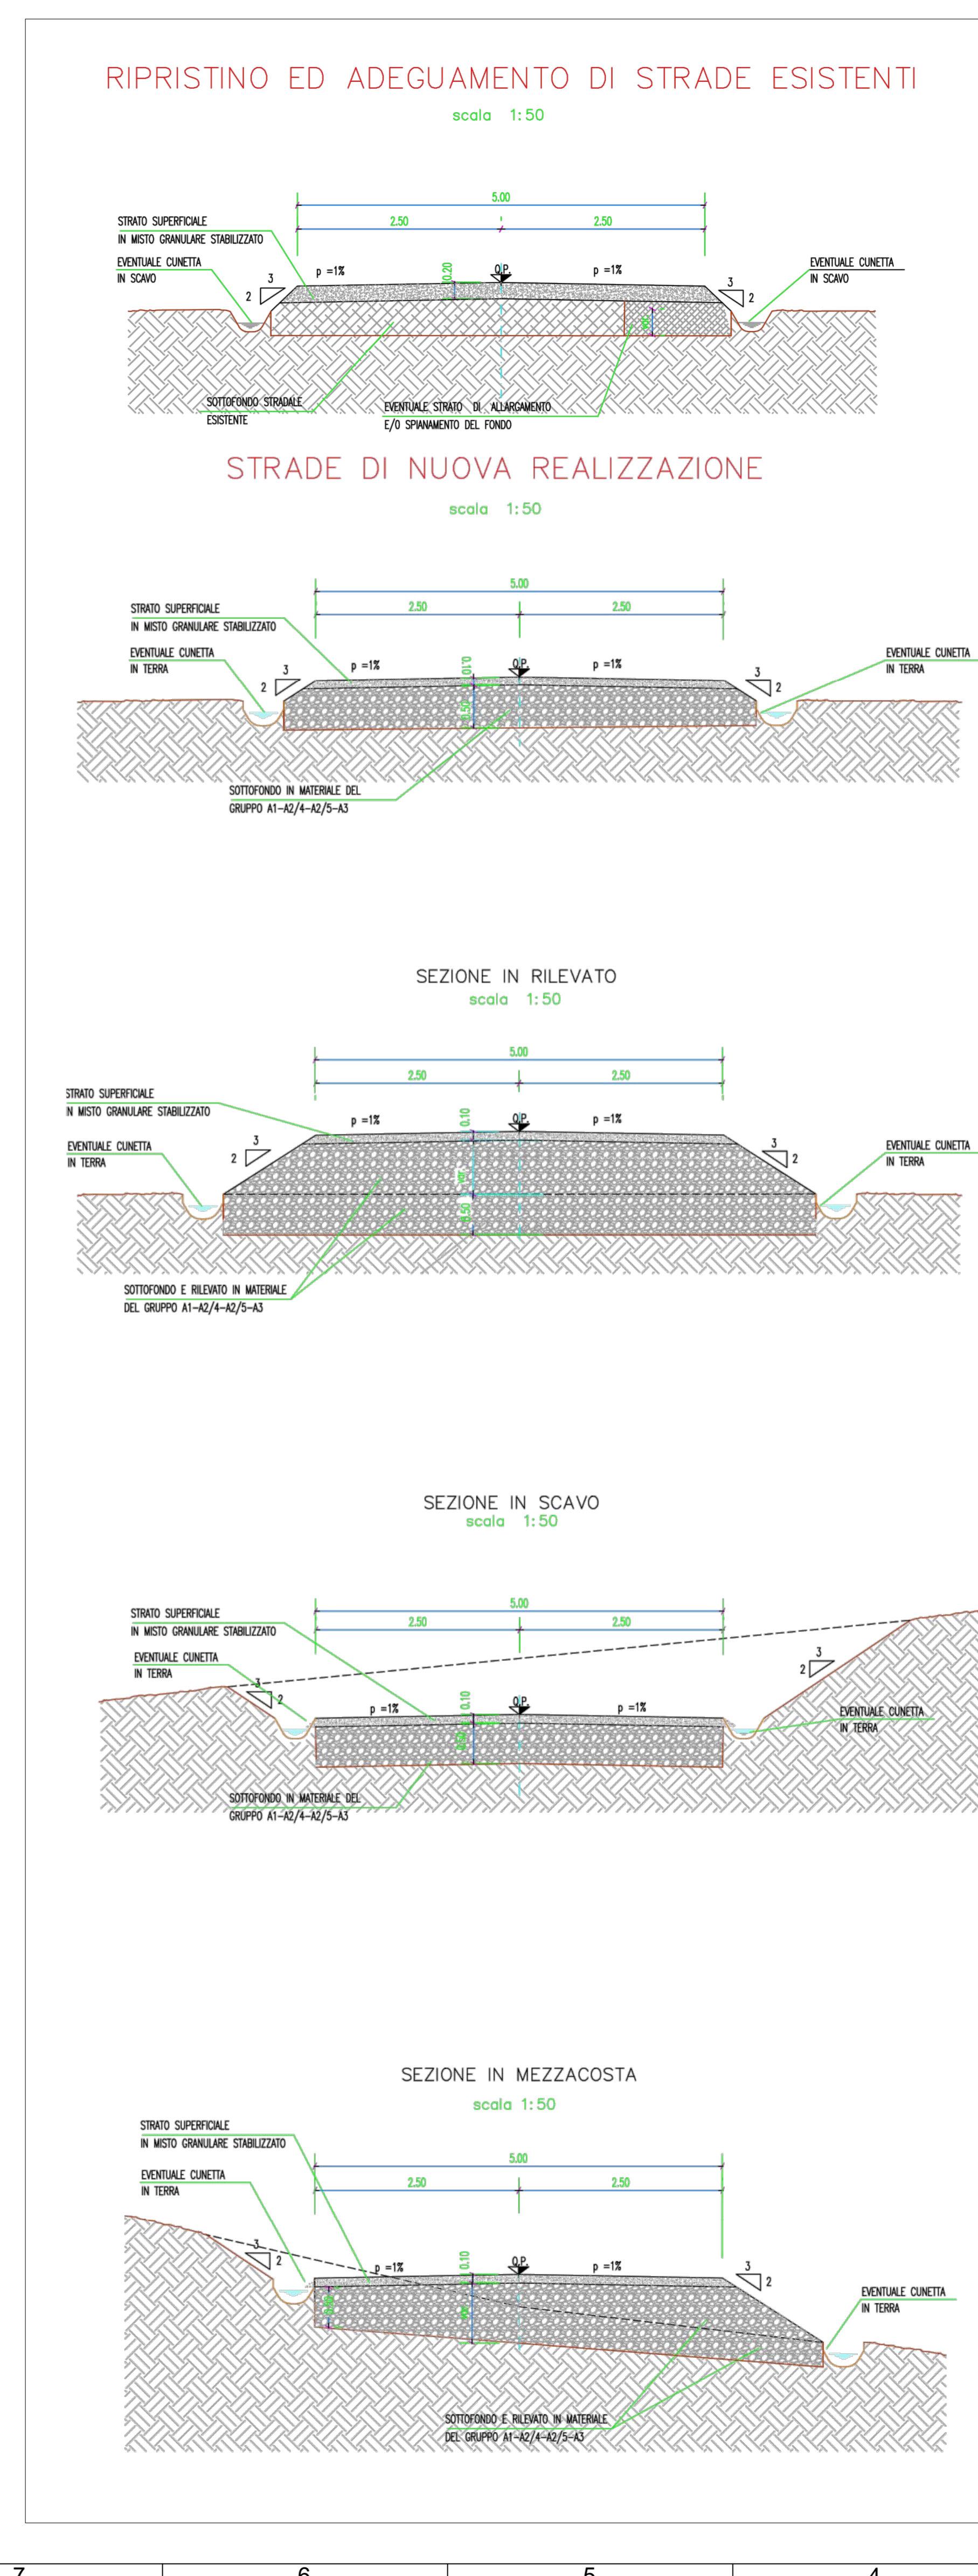 RIPRISTINO ED ADEGUAMENTO DI STRADE ESISTENTI
scala 1:50
5.00
2.50 2.50
STRATO SUPERFICIALE
IN MISTO GRANULARE STABILIZZATO
EVENTUALE CUNETTA
IN SCAVO
3
2
p =1%
0.20
Q.P.
p =1%
3
2
EVENTUALE CUNETTA
IN SCAVO
SOTTOFONDO STRADALE
ESISTENTE
EVENTUALE STRATO DI ALLARGAMENTO
E/O SPIANAMENTO DEL FONDO
STRADE DI NUOVA REALIZZAZIONE
scala 1:50
5.00
2.50 2.50
STRATO SUPERFICIALE
IN MISTO GRANULARE STABILIZZATO
EVENTUALE CUNETTA
IN TERRA
3
2
p =1%
0.10
Q.P.
p =1%
3
2
EVENTUALE CUNETTA
IN TERRA
0.50
SOTTOFONDO IN MATERIALE DEL
GRUPPO A1-A2/4-A2/5-A3
SEZIONE IN RILEVATO
scala 1:50
5.00
2.50 2.50
STRATO SUPERFICIALE
IN MISTO GRANULARE STABILIZZATO
EVENTUALE CUNETTA
IN TERRA
3
2
p =1%
0.10
Q.P.
p =1%
3
2
EVENTUALE CUNETTA
IN TERRA
var.
0.50
SOTTOFONDO E RILEVATO IN MATERIALE
DEL GRUPPO A1-A2/4-A2/5-A3
SEZIONE IN SCAVO
scala 1:50
5.00
2.50 2.50
STRATO SUPERFICIALE
IN MISTO GRANULARE STABILIZZATO
EVENTUALE CUNETTA
IN TERRA
3
2
p =1%
0.10
Q.P.
p =1%
3
2
EVENTUALE CUNETTA
IN TERRA
0.50
SOTTOFONDO IN MATERIALE DEL
GRUPPO A1-A2/4-A2/5-A3
SEZIONE IN MEZZACOSTA
scala 1:50
STRATO SUPERFICIALE
IN MISTO GRANULARE STABILIZZATO
5.00
2.50 2.50
EVENTUALE CUNETTA
IN TERRA
3
2
p =1%
0.10
Q.P.
p =1%
3
2
EVENTUALE CUNETTA
IN TERRA
0.50
SOTTOFONDO E RILEVATO IN MATERIALE
DEL GRUPPO A1-A2/4-A2/5-A3
7 6 5 4